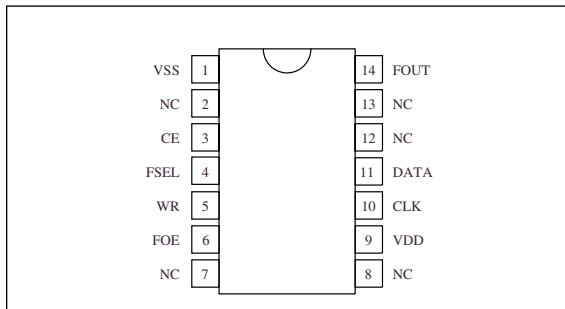 VSS 1 14 FOUT
NC 2 13 NC
CE 3 12 NC
FSEL 4 11 DATA
WR 5 10 CLK
FOE 6 9 VDD
NC 7 8 NC